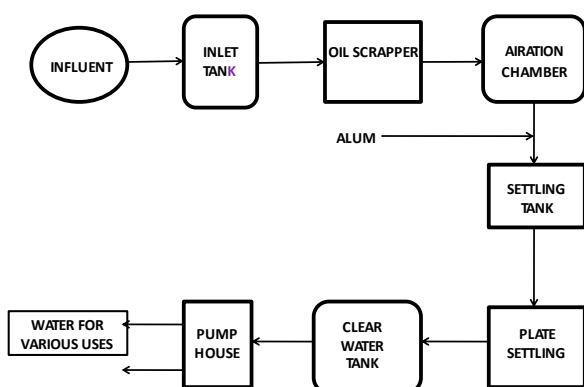 INFLUENT
INLET
TANK
OIL SCRAPPER
AIRATION
CHAMBER
ALUM
SETTLING
TANK
PLATE
SETTLING
CLEAR
WATER
TANK
PUMP
HOUSE
WATER FOR
VARIOUS USES